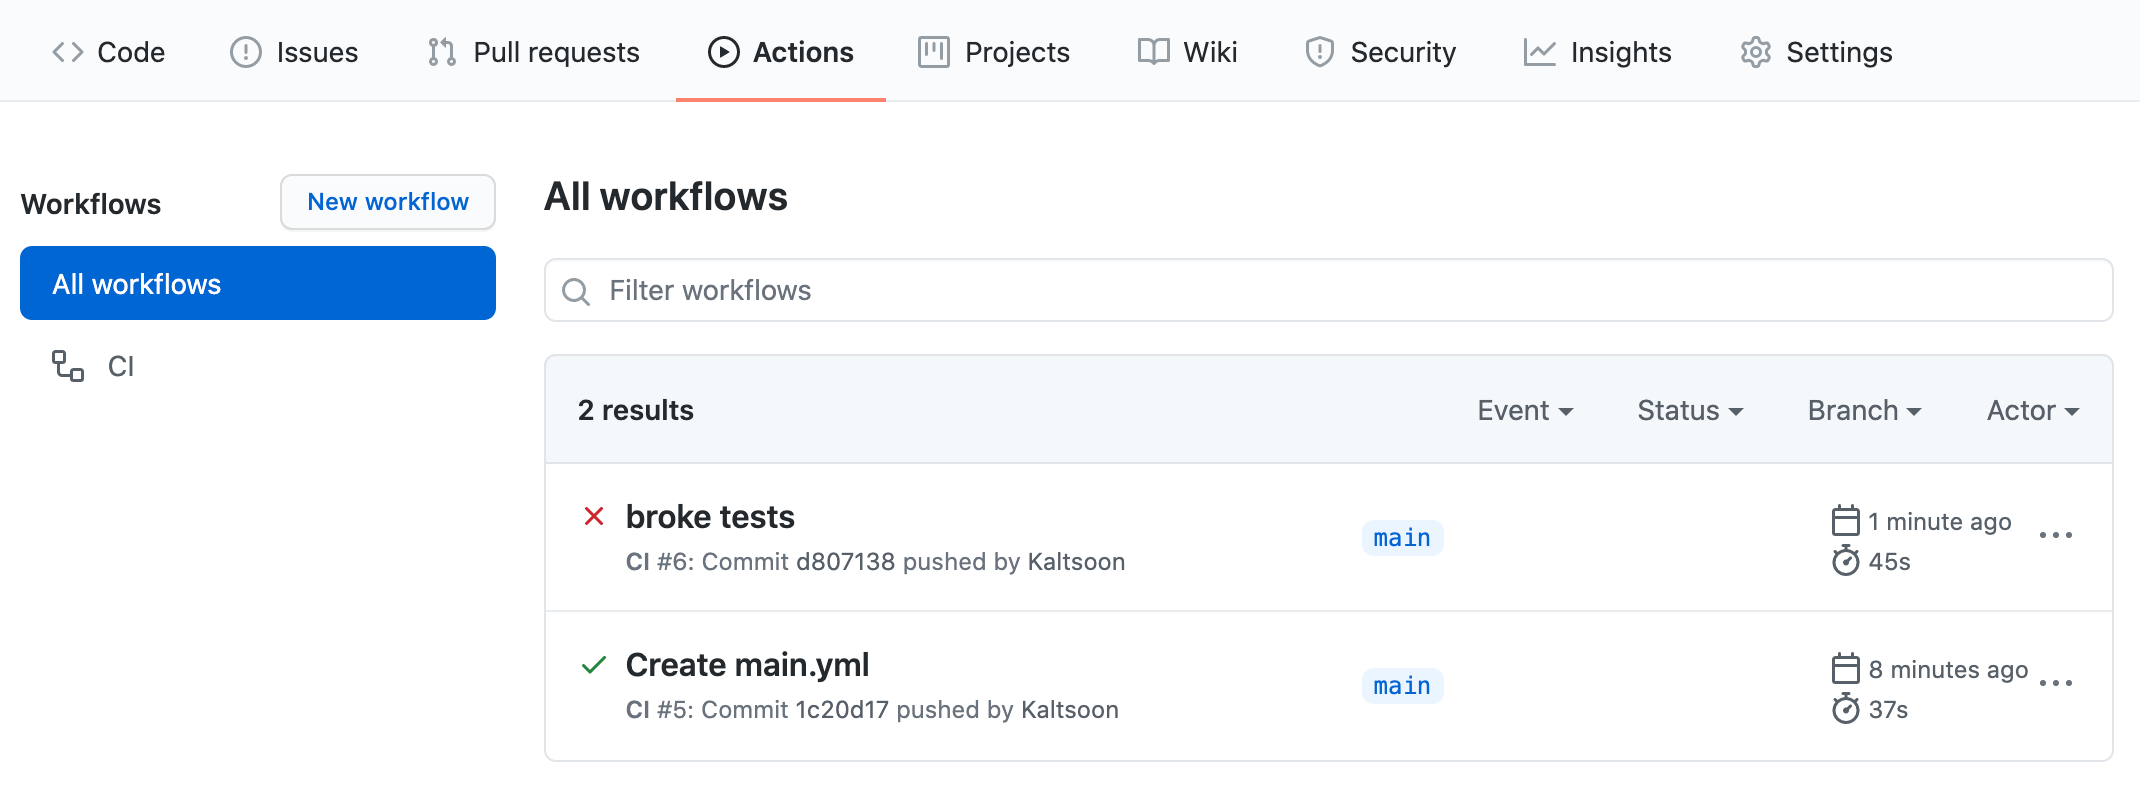 Code Issues Pull requests Actions Projects Wiki Security Insights Settings
Workflows New workflow
All workflows
CI
All workflows
Filter workflows
2 results Event Status Branch Actor
broke tests
CI #6: Commit d807138 pushed by Kaltsoon
main
1 minute ago
45s
Create main.yml
CI #5: Commit 1c20d17 pushed by Kaltsoon
main
8 minutes ago
37s